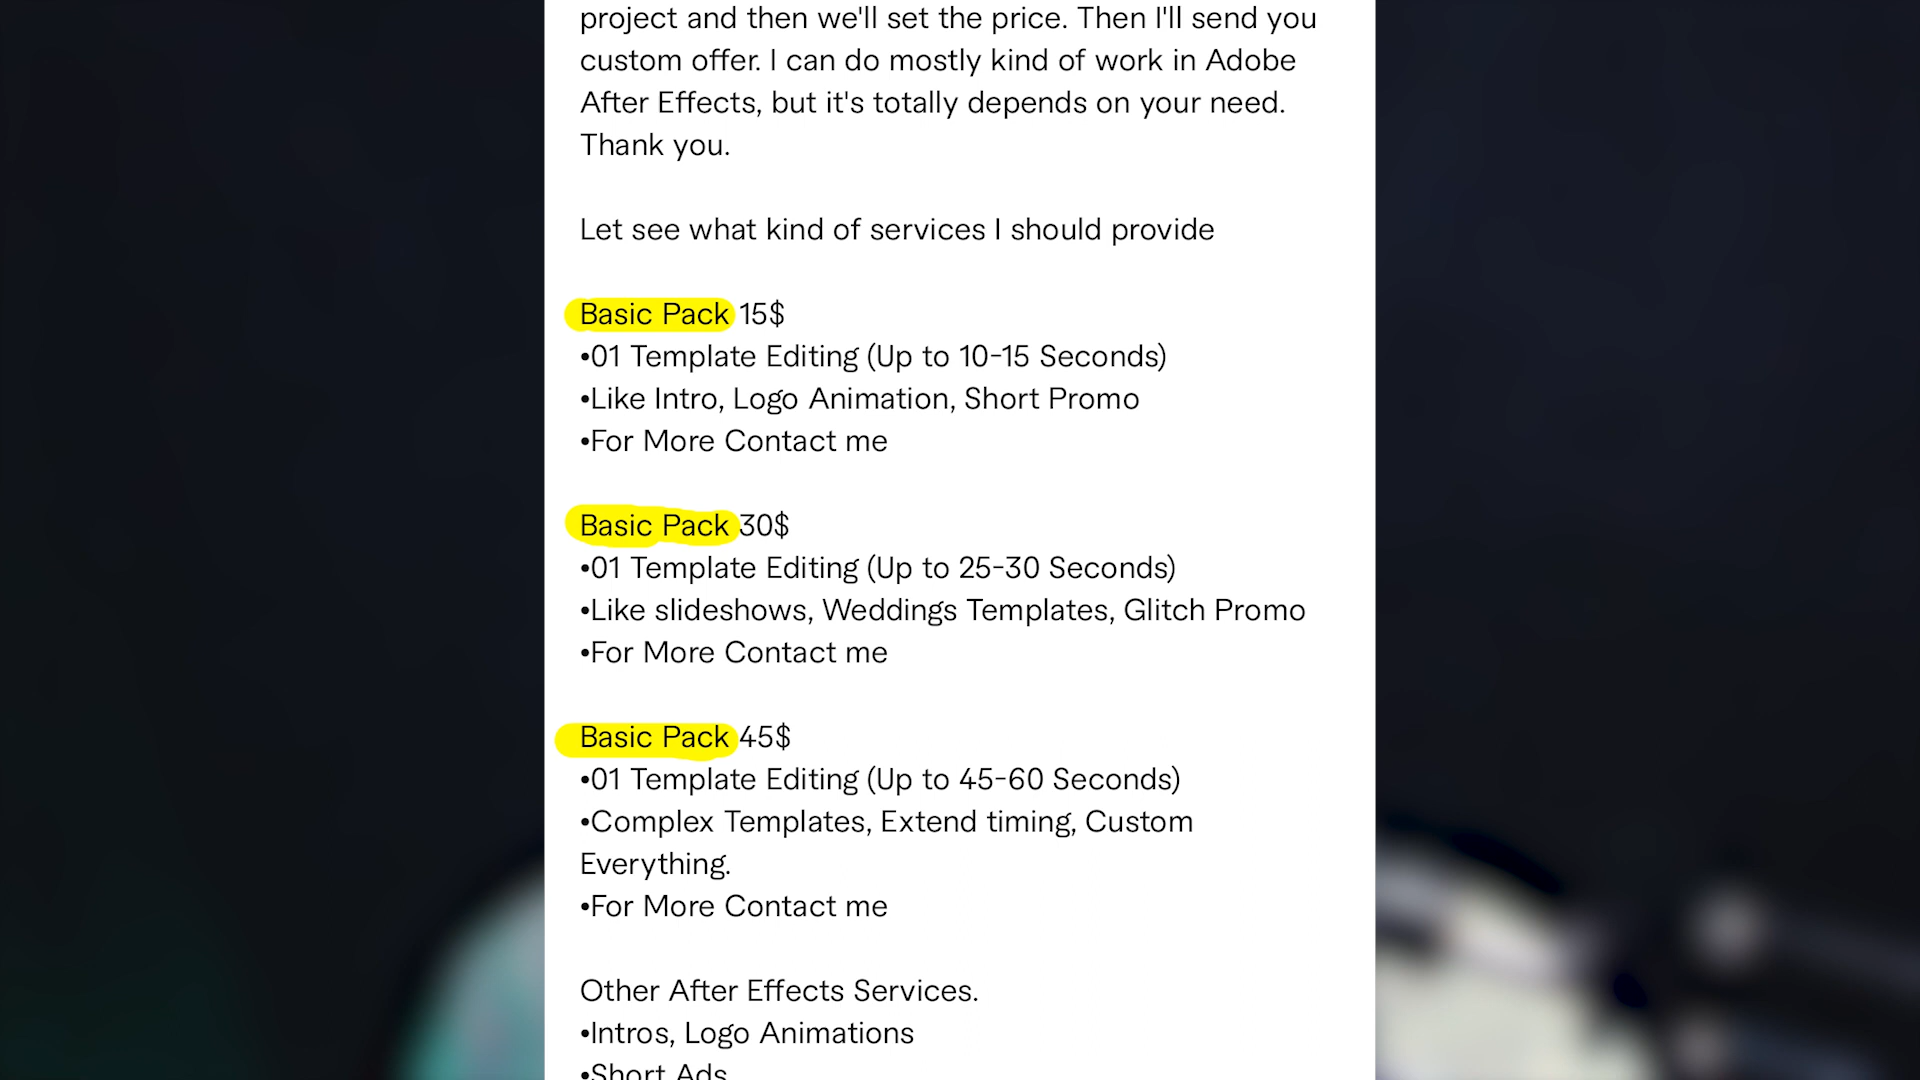 project and then we'll set the price. Then I'll send you
custom offer. I can do mostly kind of work in Adobe
After Effects, but it's totally depends on your need.
Thank you.
Let see what kind of services I should provide
Basic Pack 15$
•01 Template Editing (Up to 10-15 Seconds)
•Like Intro, Logo Animation, Short Promo
•For More Contact me
Basic Pack 30$
•01 Template Editing (Up to 25-30 Seconds)
•Like slideshows, Weddings Templates, Glitch Promo
•For More Contact me
Basic Pack 45$
•01 Template Editing (Up to 45-60 Seconds)
•Complex Templates, Extend timing, Custom
Everything.
•For More Contact me
Other After Effects Services.
•Intros, Logo Animations
•Short Ads